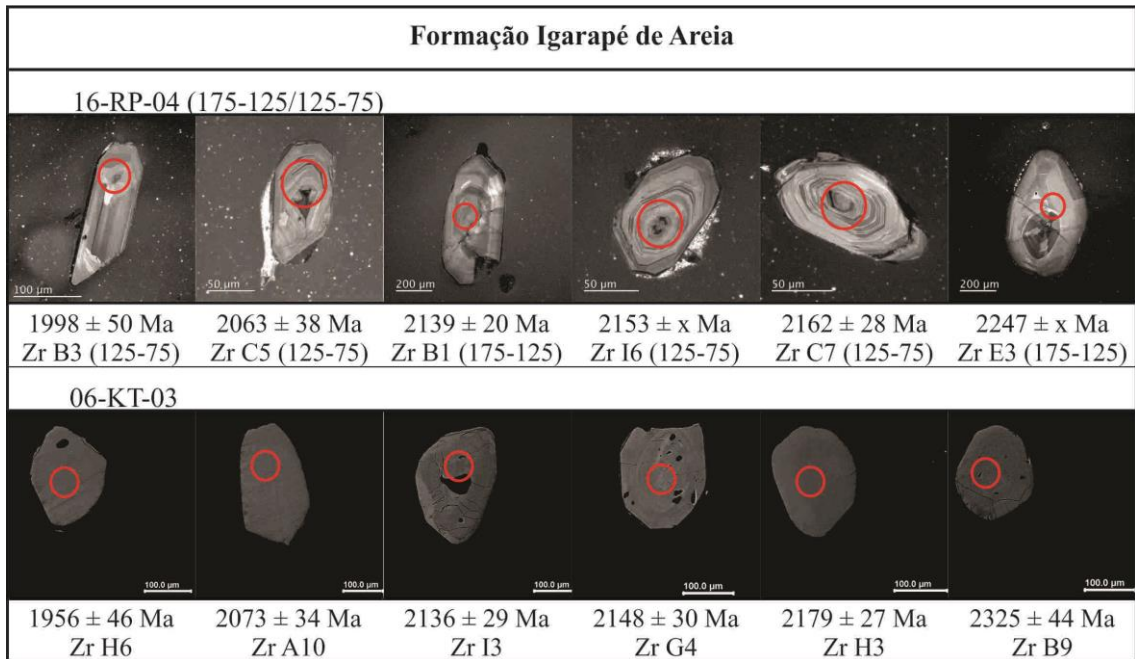 Formação Igarapé de Areia
16-RP-04 (175-125/125-75)
100 µm 50 µm 200 µm 50 µm 50 µm 200 µm
1998 ± 50 Ma 2063 ± 38 Ma 2139 ± 20 Ma 2153 ± x Ma 2162 ± 28 Ma 2247 ± x Ma
Zr B3 (125-75) Zr C5 (125-75) Zr B1 (175-125) Zr I6 (125-75) Zr C7 (125-75) Zr E3 (175-125)
06-KT-03
100.0 µm 100.0 µm 100.0 µm 100.0 µm 100.0 µm 100.0 µm
1956 ± 46 Ma 2073 ± 34 Ma 2136 ± 29 Ma 2148 ± 30 Ma 2179 ± 27 Ma 2325 ± 44 Ma
Zr H6 Zr A10 Zr I3 Zr G4 Zr H3 Zr B9